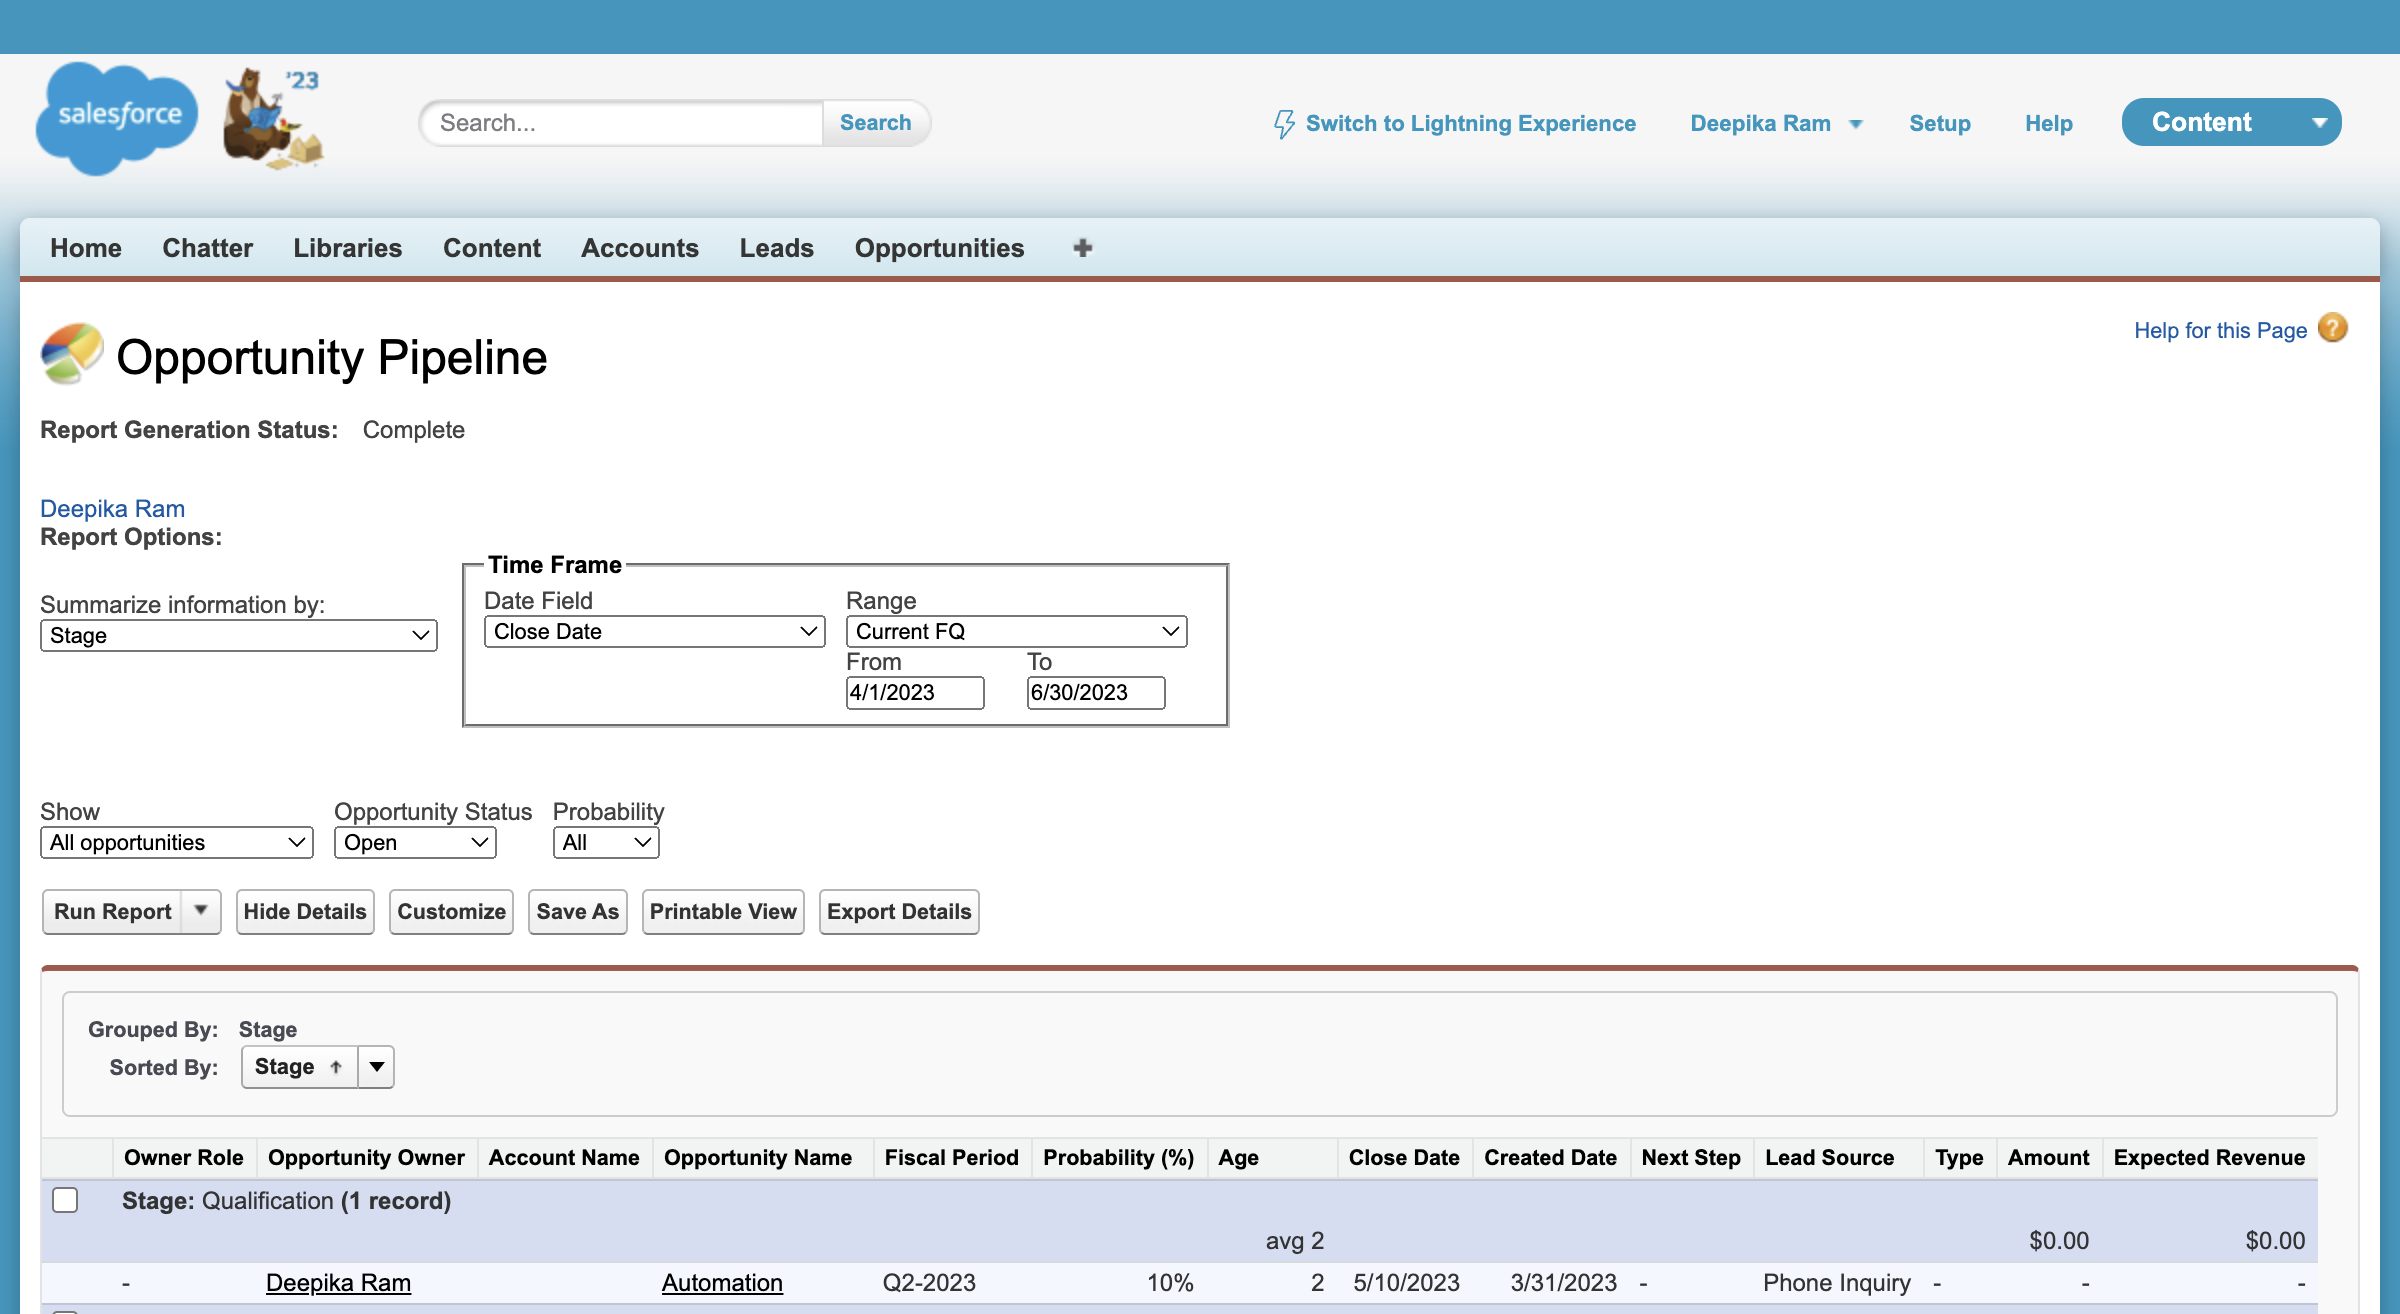 salesforce
'23
Search...
Search
Switch to Lightning Experience
Deepika Ram
Setup
Help
Content
Home
Chatter
Libraries
Content
Accounts
Leads
Opportunities
Opportunity Pipeline
Help for this Page
?
Report Generation Status: Complete
Deepika Ram
Report Options:
Summarize information by:
Stage
Time Frame
Date Field
Close Date
Range
Current FQ
From
4/1/2023
To
6/30/2023
Show
All opportunities
Opportunity Status
Open
Probability
All
Run Report
Hide Details
Customize
Save As
Printable View
Export Details
Grouped By: Stage
Sorted By: Stage ↑
Owner Role Opportunity Owner Account Name Opportunity Name Fiscal Period Probability (%) Age Close Date Created Date Next Step Lead Source Type Amount Expected Revenue
Stage: Qualification (1 record)
avg 2 $0.00 $0.00
- Deepika Ram Automation Q2-2023 10% 2 5/10/2023 3/31/2023 - Phone Inquiry - - -